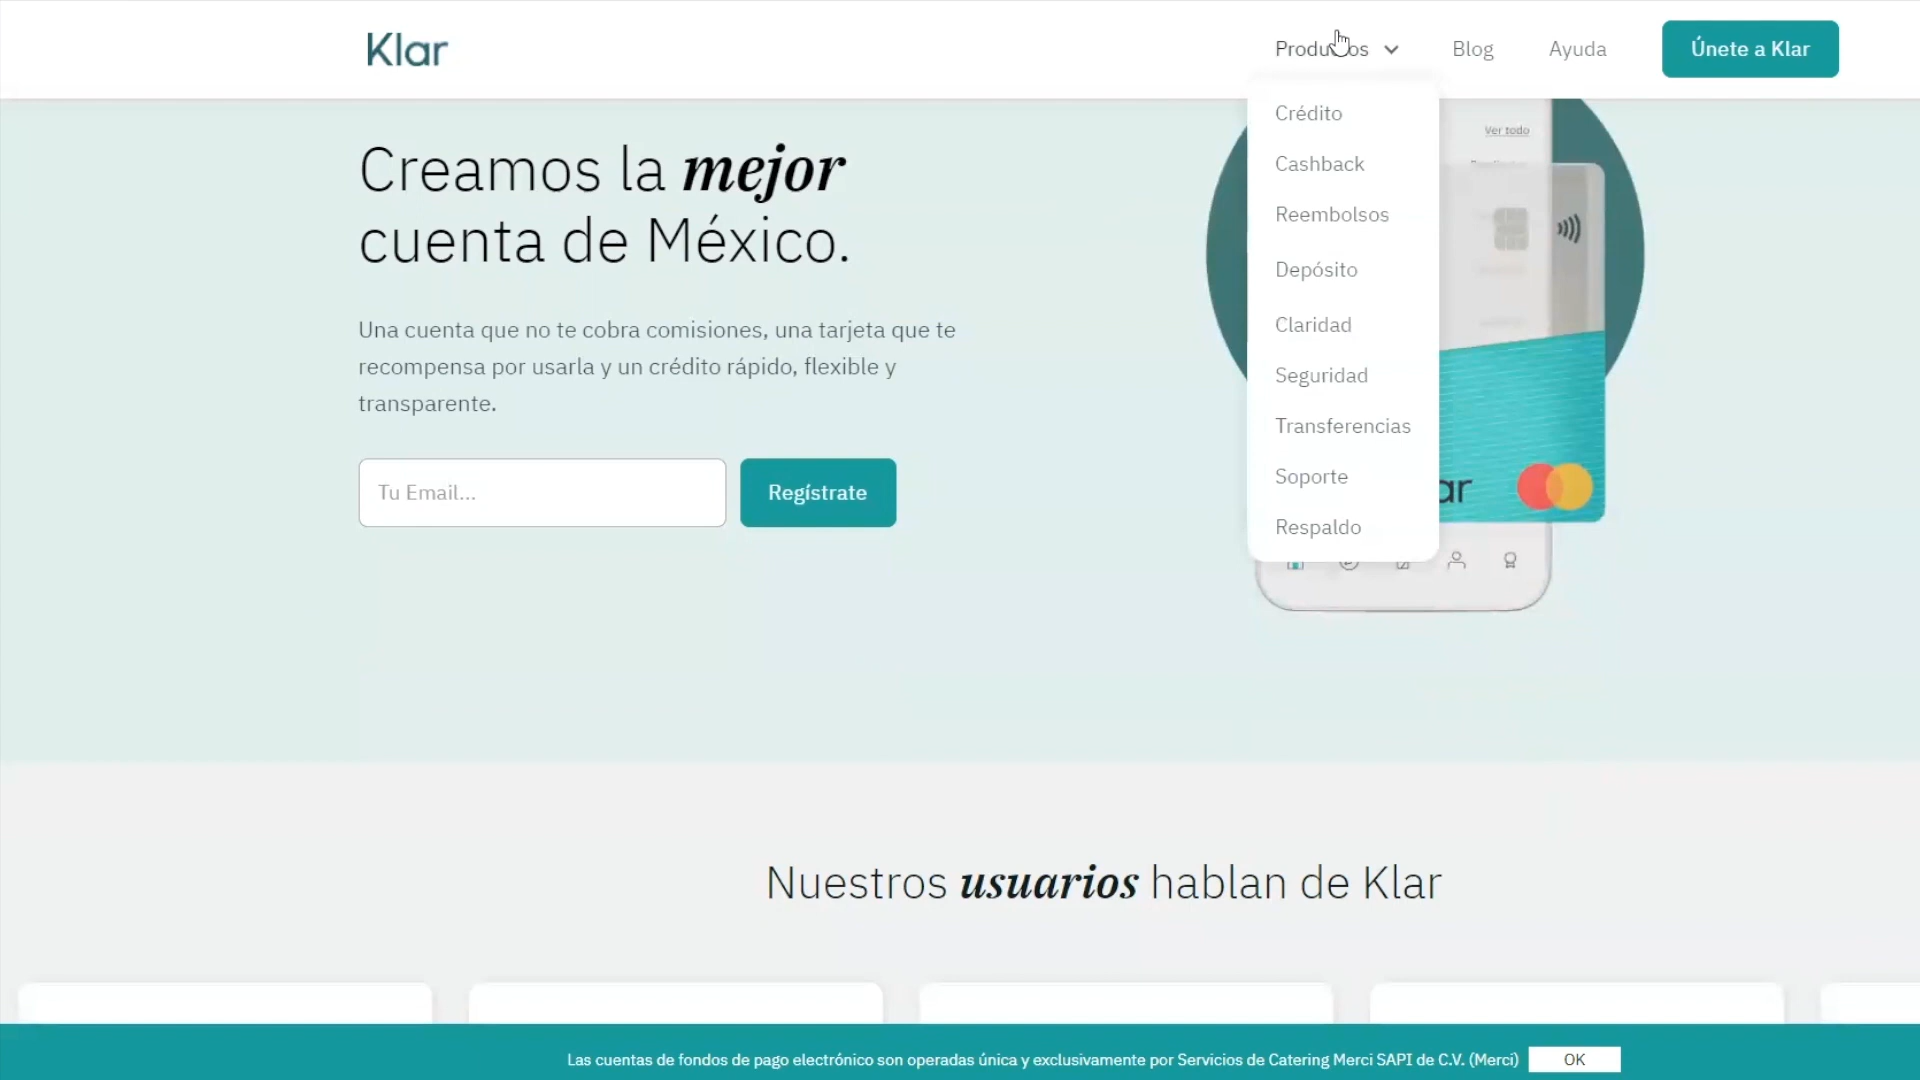 Klar
Productos
Blog
Ayuda
Únete a Klar
Crédito
Cashback
Reembolsos
Depósito
Claridad
Seguridad
Transferencias
Soporte
Respaldo
Ver todo
Creamos la mejor
cuenta de México.
Una cuenta que no te cobra comisiones, una tarjeta que te
recompensa por usarla y un crédito rápido, flexible y
transparente.
Tu Email...
Regístrate
ar
Nuestros usuarios hablan de Klar
Las cuentas de fondos de pago electrónico son operadas única y exclusivamente por Servicios de Catering Merci SAPI de C.V. (Merci)
OK